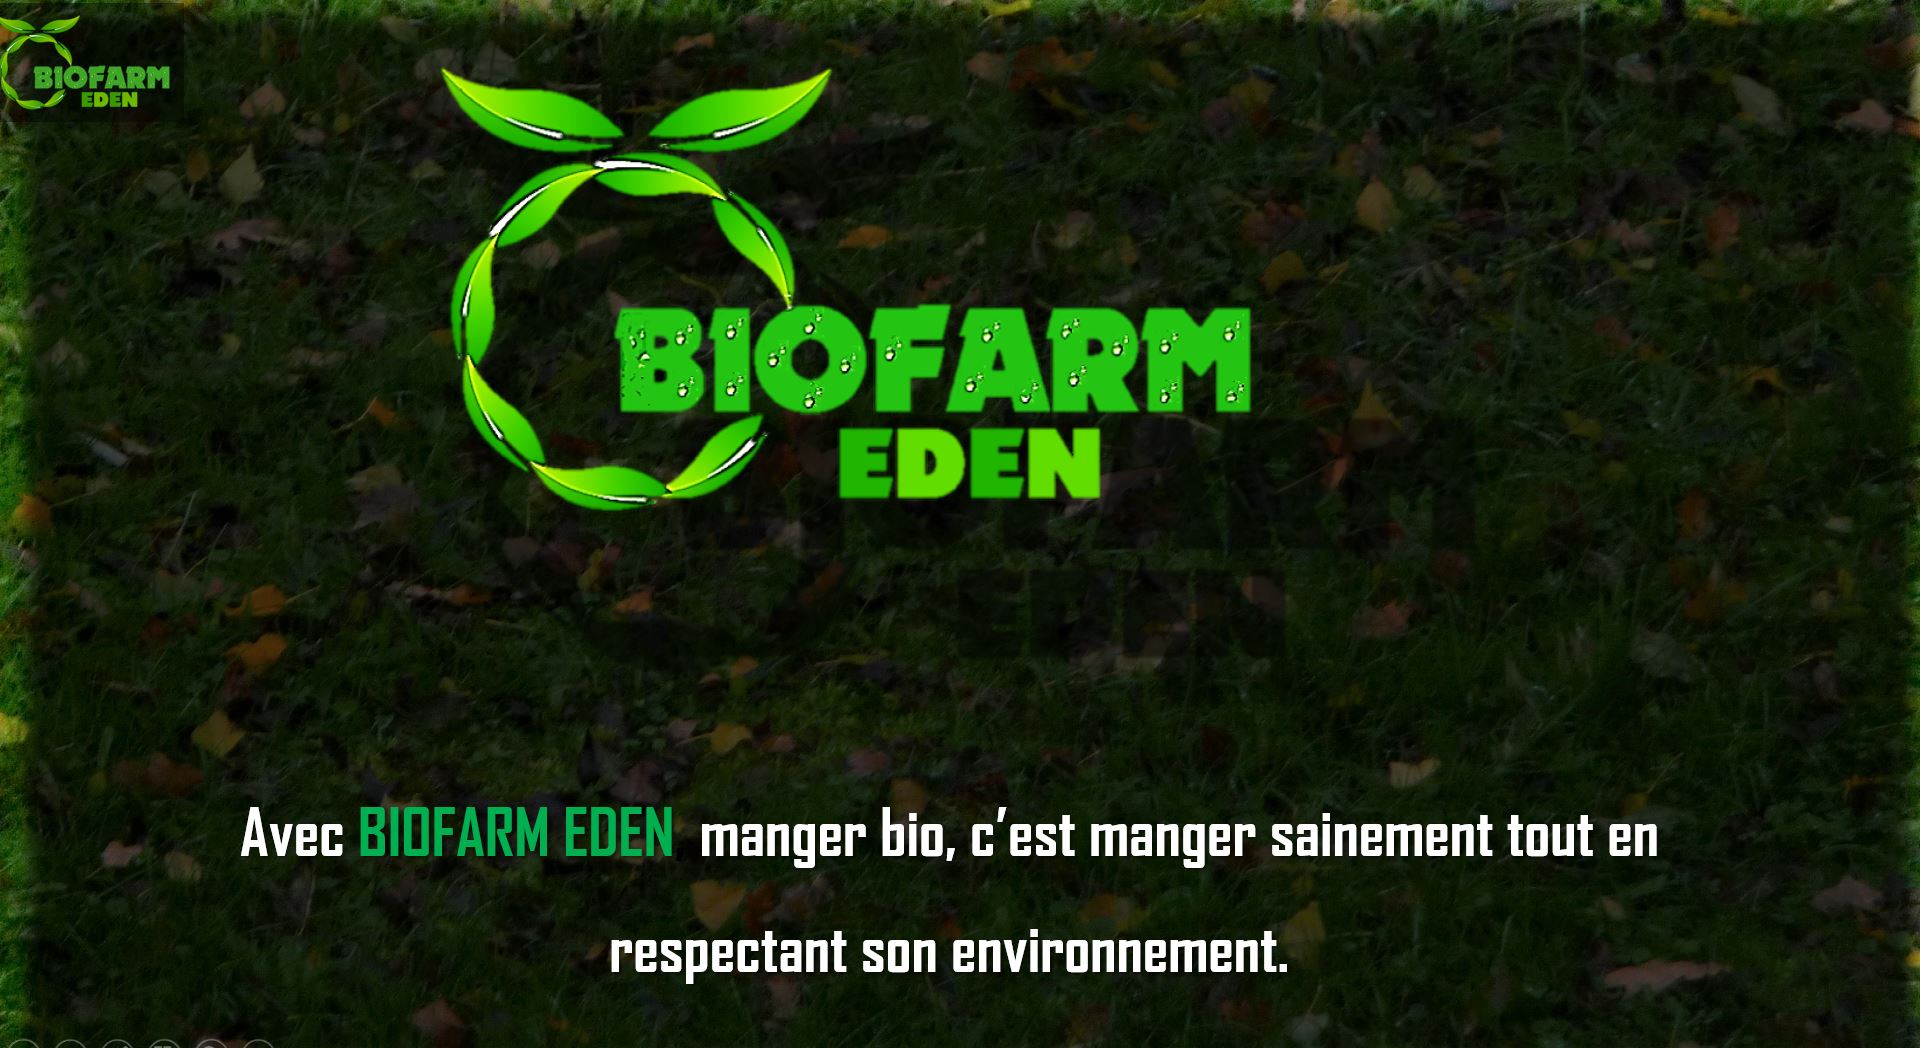 BIOFARM
EDEN
BIOFARM
EDEN
Avec BIOFARM EDEN manger bio, c’est manger sainement tout en
respectant son environnement.